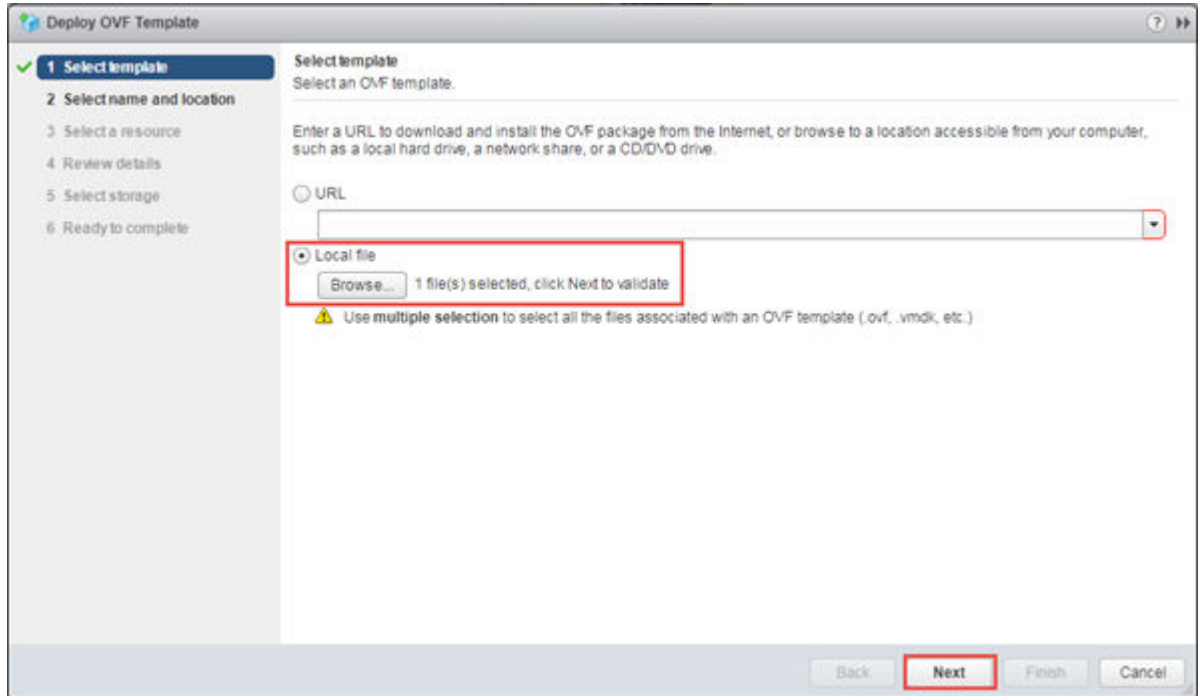 Deploy OVF Template
?
1 Select template
2 Select name and location
3 Select a resource
4 Review details
5 Select storage
6 Ready to complete
Select template
Select an OVF template.
Enter a URL to download and install the OVF package from the Internet, or browse to a location accessible from your computer,
such as a local hard drive, a network share, or a CD/DVD drive.
URL
Local file
Browse... 1 file(s) selected, click Next to validate
Use multiple selection to select all the files associated with an OVF template (.ovf, .vmdk, etc.)
Back Next Finish Cancel